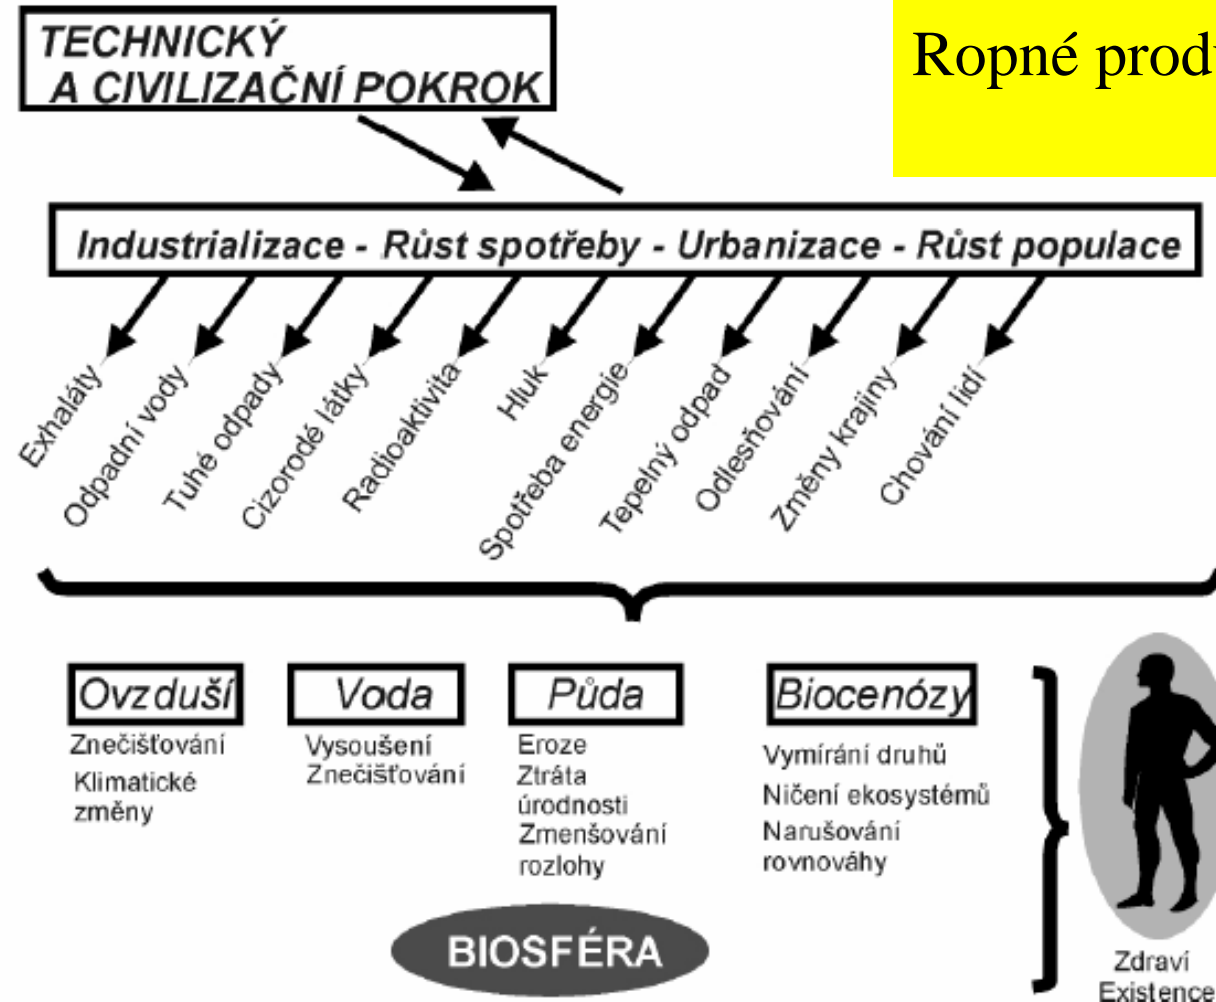 TECHNICKÝ
A CIVILIZAČNÍ POKROK
Ropné
Industrializace - Růst spotřeby - Urbanizace - Růst populace
Exhaláty
Odpadní vody
Tuhé odpady
Cizorodé látky
Radioaktivita
Hluk
Spotřeba energie
Tepelný odpad
Odlesňování
Změny krajiny
Chování lidí
Ovzduší
Znečišťování
Klimatické
změny
Voda
Vysoušení
Znečišťování
Půda
Eroze
Ztráta
úrodnosti
Zmenšování
rozlohy
Biocenózy
Vymírání druhů
Ničení ekosystémů
Narušování
rovnováhy
BIOSFÉRA
Zdraví
Existence